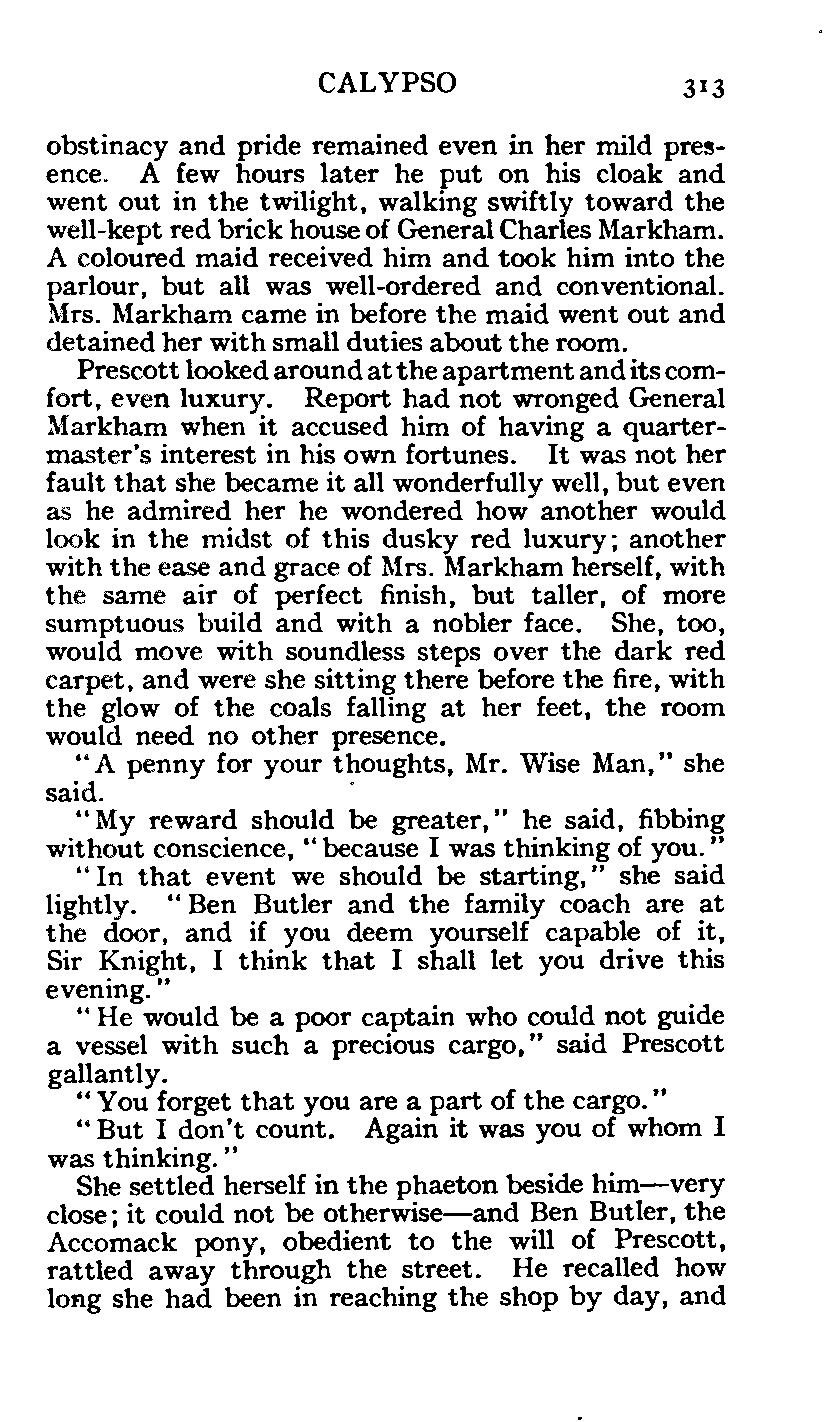 CALYPSO 313
obstinacy and pride remained even in her mild pres-
ence. A few hours later he put on his cloak and
went out in the twilight, walking swiftly toward the
well-kept red brick house of General Charles Markham.
A coloured maid received him and took him into the
parlour, but all was well-ordered and conventional.
Mrs. Markham came in before the maid went out and
detained her with small duties about the room.
Prescott looked around at the apartment and its com-
fort, even luxury. Report had not wronged General
Markham when it accused him of having a quarter-
master's interest in his own fortunes. It was not her
fault that she became it all wonderfully well, but even
as he admired her he wondered how another would
look in the midst of this dusky red luxury; another
with the ease and grace of Mrs. Markham herself, with
the same air of perfect finish, but taller, of more
sumptuous build and with a nobler face. She, too,
would move with soundless steps over the dark red
carpet, and were she sitting there before the fire, with
the glow of the coals falling at her feet, the room
would need no other presence.
"A penny for your thoughts, Mr. Wise Man," she
said.
"My reward should be greater," he said, fibbing
without conscience, "because I was thinking of you."
"In that event we should be starting," she said
lightly. "Ben Butler and the family coach are at
the door, and if you deem yourself capable of it,
Sir Knight, I think that I shall let you drive this
evening."
"He would be a poor captain who could not guide
a vessel with such a precious cargo," said Prescott
gallantly.
"You forget that you are a part of the cargo."
"But I don't count. Again it was you of whom I
was thinking."
She settled herself in the phaeton beside him—very
close; it could not be otherwise—and Ben Butler, the
Accomack pony, obedient to the will of Prescott,
rattled away through the street. He recalled how
long she had been in reaching the shop by day, and